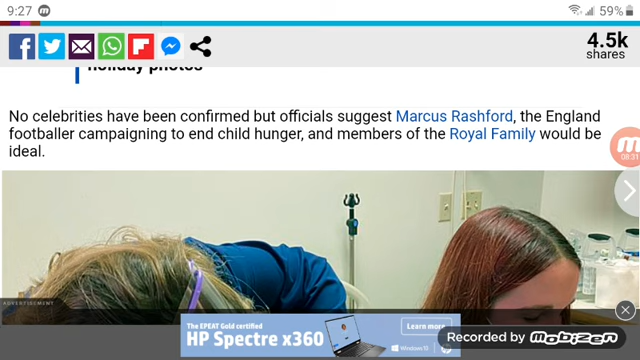 9:27
59%
4.5k
shares
holiday photos
No celebrities have been confirmed but officials suggest Marcus Rashford, the England
footballer campaigning to end child hunger, and members of the Royal Family would be
ideal.
08:31
ADVERTISEMENT
The EPEAT Gold certified
HP Spectre x360
Learn more
Windows 10
Recorded by mobizen